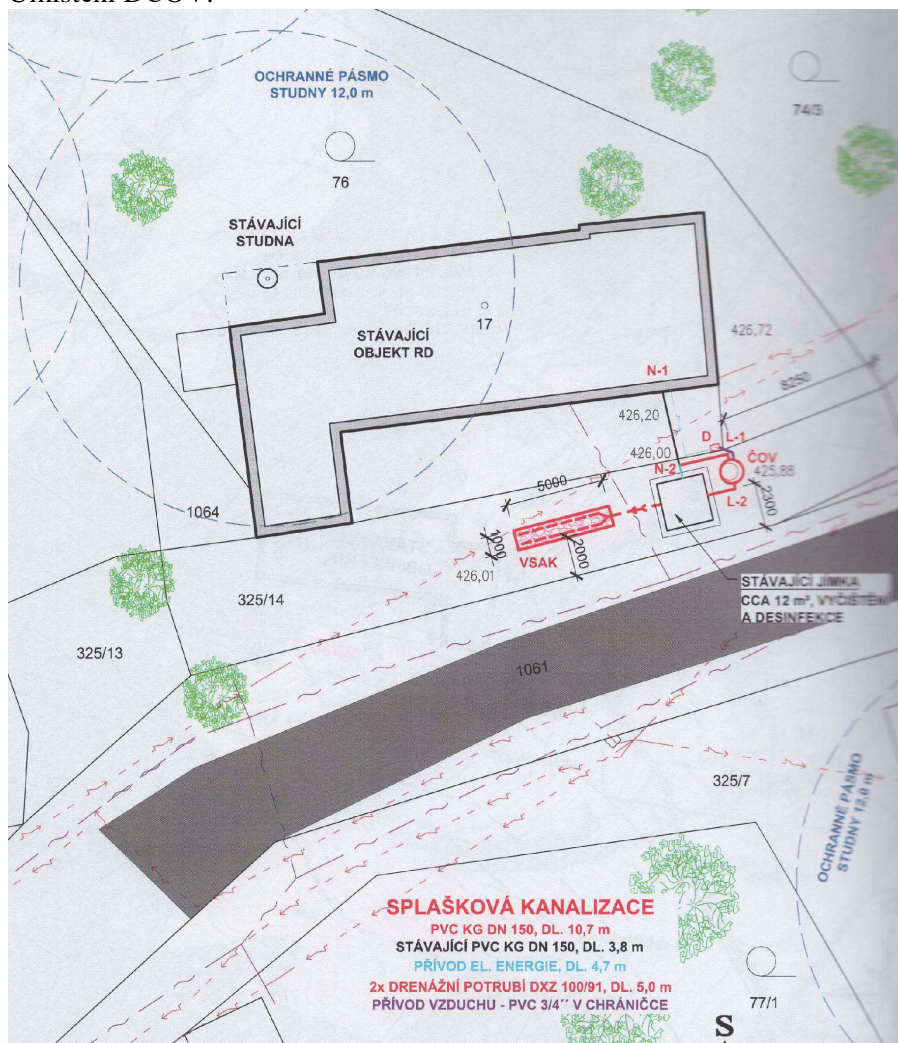 Umístění DČOV:
OCHRANNÉ PÁSMO
STUDNY 12,0 m
74/3
76
STÁVAJÍCÍ
STUDNA
17
STÁVAJÍCÍ
OBJEKT RD
426,72
N-1
6250
426,20
D
L-1
426,00
N-2
ČOV
425,88
5000
L-2
2300
1064
1000
2000
VSAK
426,01
STÁVAJÍCÍ JÍMKA
CCA 12 m³, VYČIŠTĚNÍ
A DESINFEKCE
325/14
325/13
1061
325/7
OCHRANNÉ PÁSMO
STUDNY 12,0 m
SPLAŠKOVÁ KANALIZACE
PVC KG DN 150, DL. 10,7 m
STÁVAJÍCÍ PVC KG DN 150, DL. 3,8 m
PŘÍVOD EL. ENERGIE, DL. 4,7 m
2x DRENÁŽNÍ POTRUBÍ DXZ 100/91, DL. 5,0 m
PŘÍVOD VZDUCHU - PVC 3/4´´ V CHRÁNIČCE
77/1
S